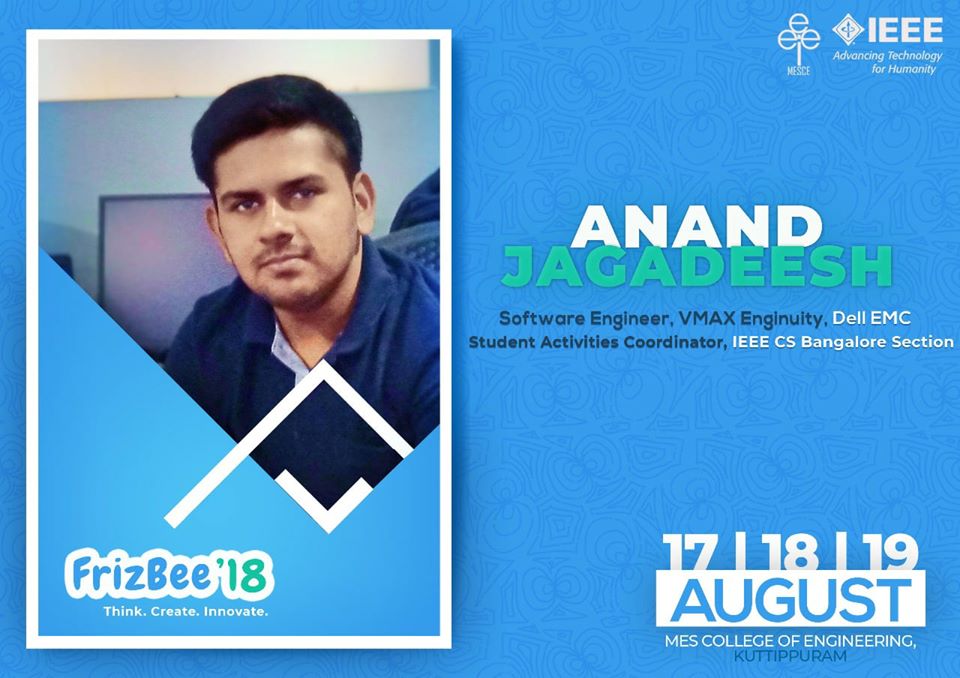 MESCE
IEEE
Advancing Technology
for Humanity
ANAND
JAGADEESH
Software Engineer, VMAX Enginuity, Dell EMC
Student Activities Coordinator, IEEE CS Bangalore Section
FrizBee'18
Think. Create. Innovate.
17 | 18 | 19
AUGUST
MES COLLEGE OF ENGINEERING,
KUTTIPPURAM